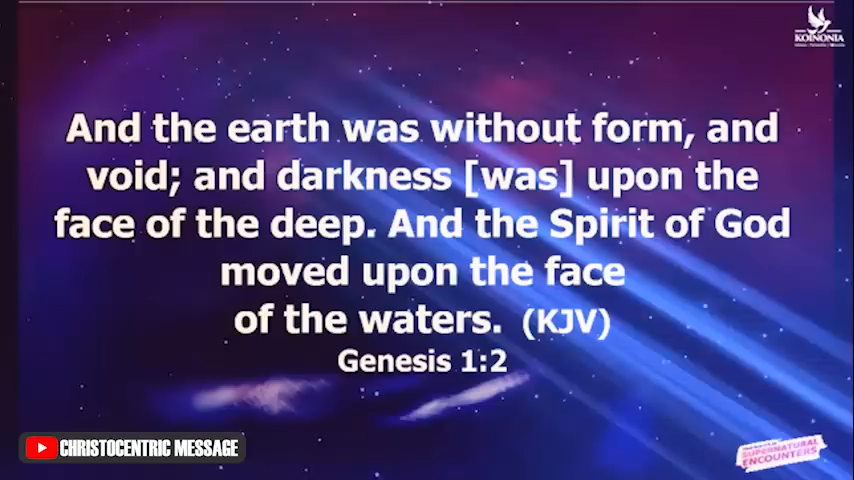 KOINONIA
And the earth was without form, and
void; and darkness [was] upon the
face of the deep. And the Spirit of God
moved upon the face
of the waters. (KJV)
Genesis 1:2
CHRISTOCENTRIC MESSAGE
SUPERNATURAL
ENCOUNTERS